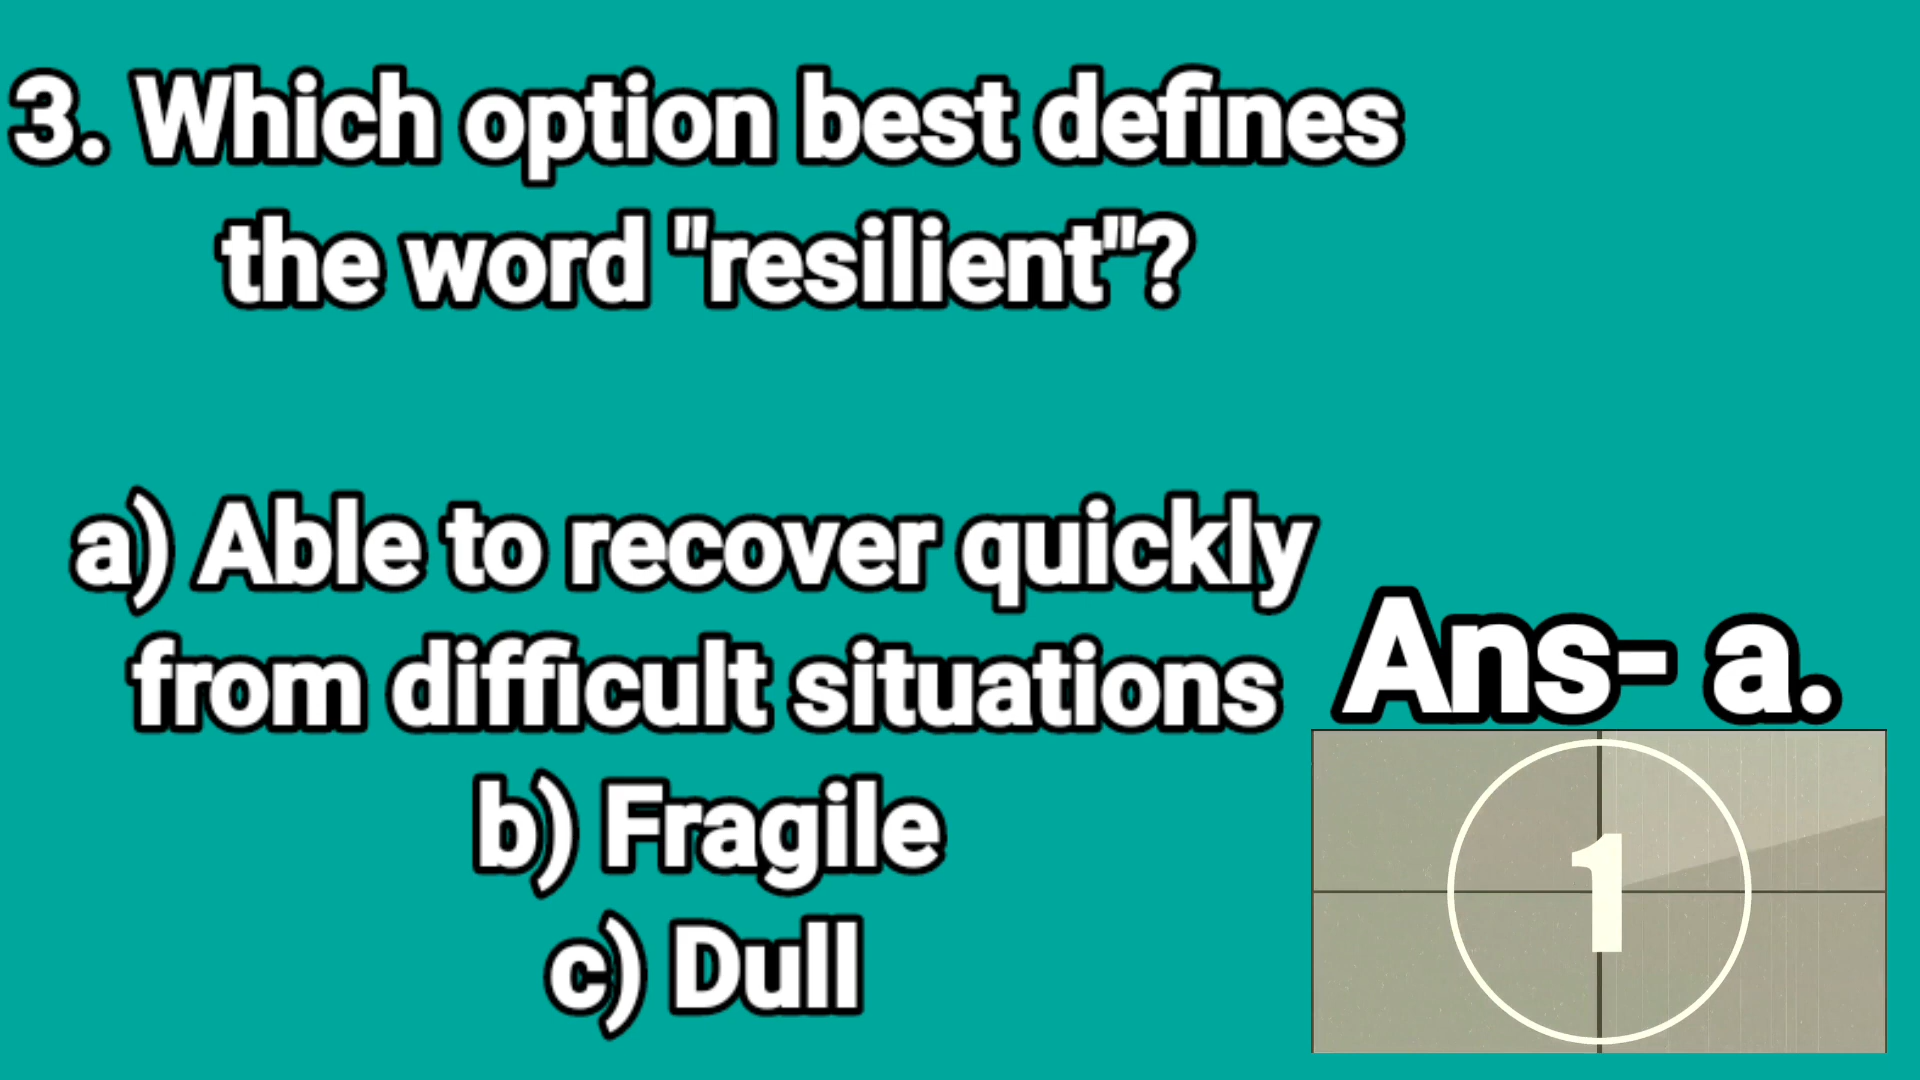 3. Which option best defines
the word "resilient"?
a) Able to recover quickly
from difficult situations
b) Fragile
c) Dull
Ans- a.
1